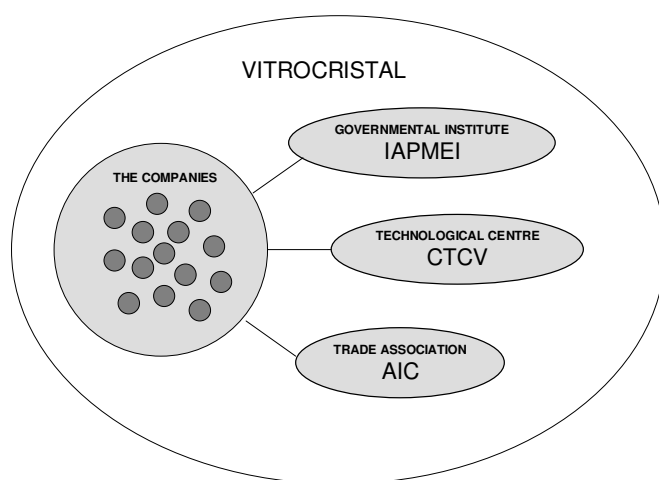 VITROCRISTAL
GOVERNMENTAL INSTITUTE
IAPMEI
THE COMPANIES
TECHNOLOGICAL CENTRE
CTCV
TRADE ASSOCIATION
AIC